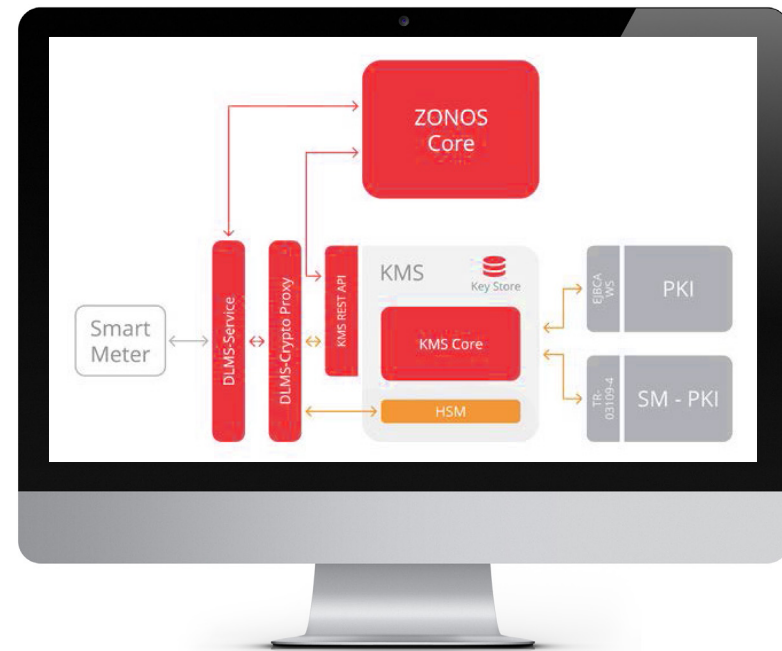 ZONOS
Core
Smart
Meter
DLMS-Service
DLMS-Crypto Proxy
KMS REST API
KMS
Key Store
KMS Core
HSM
EJBCA
WS
PKI
TR-
03109-4
SM - PKI